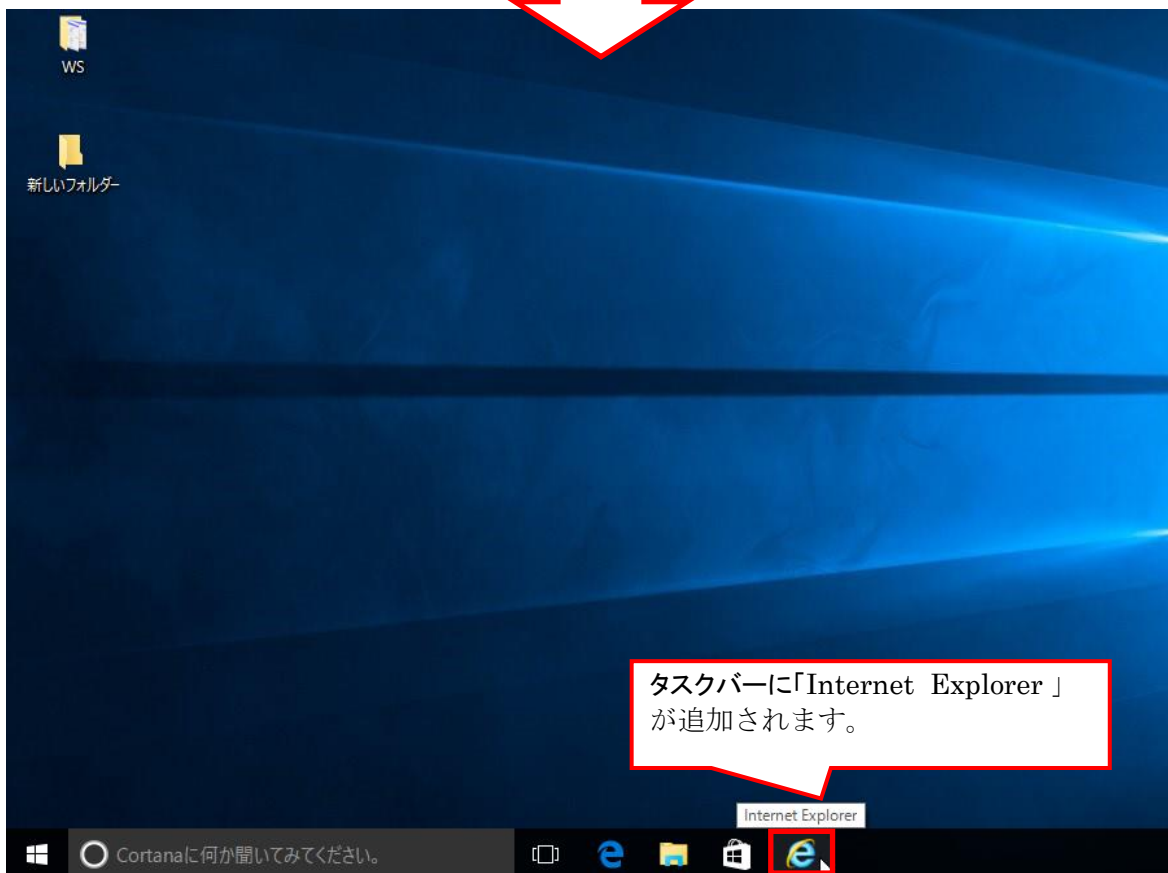 WS
新しいフォルダー
タスクバーに「Internet Explorer」
が追加されます。
Internet Explorer
Cortanaに何か聞いてみてください。